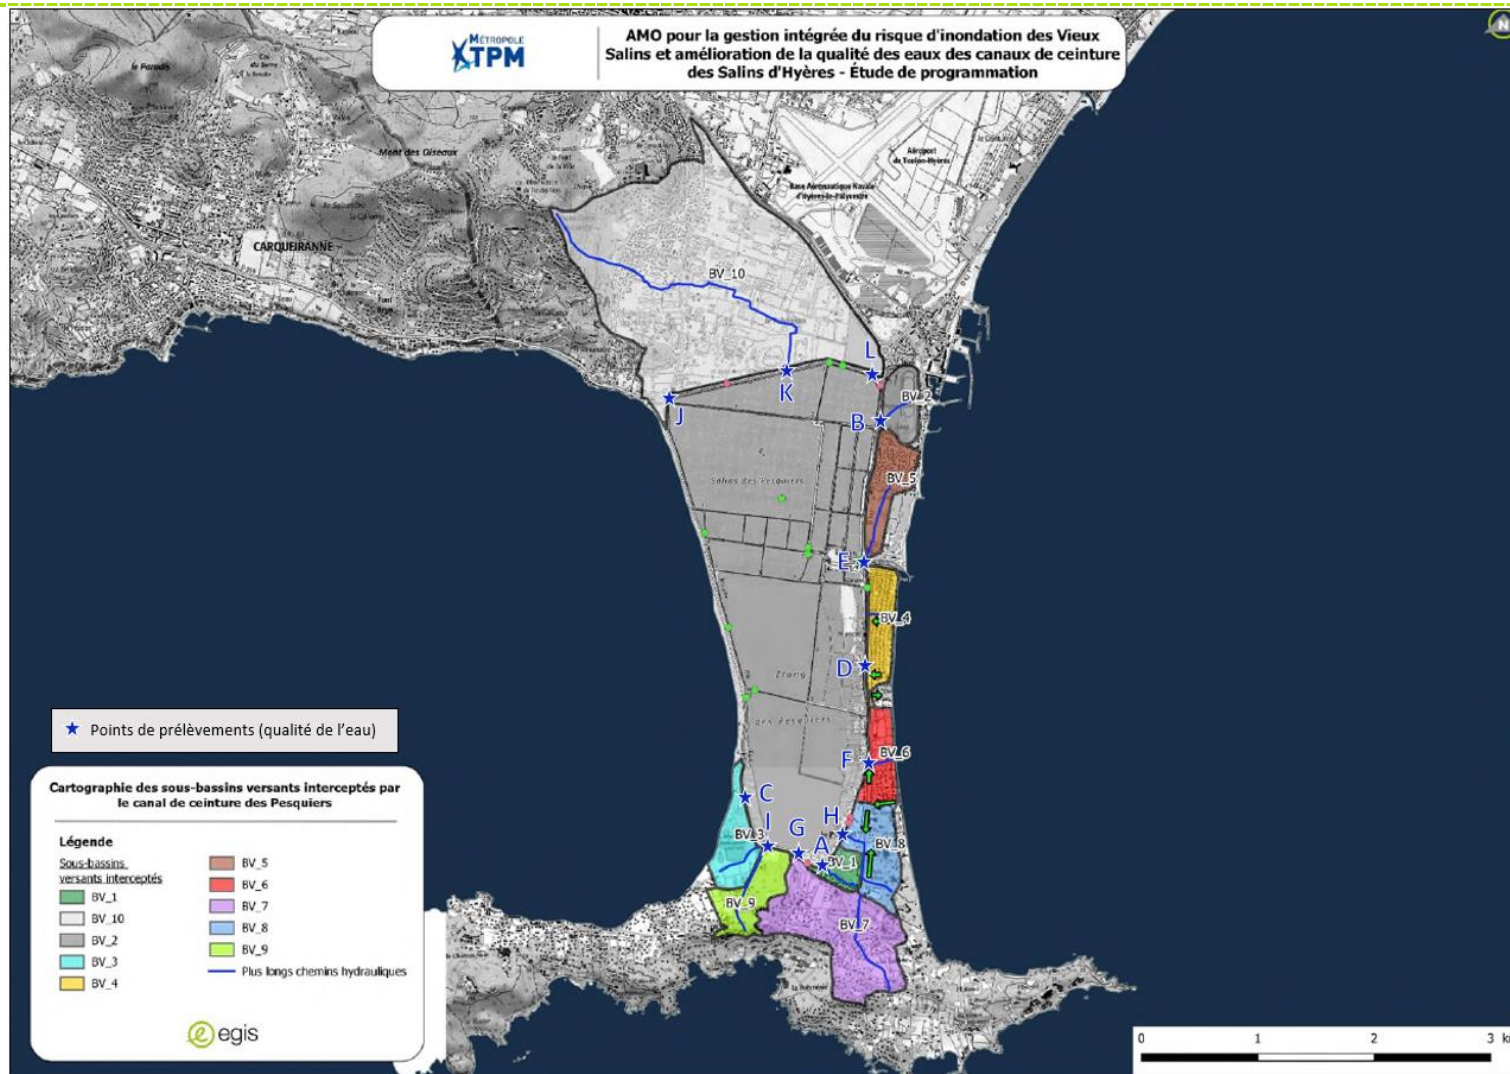 MÉTROPOLE
TPM
AMO pour la gestion intégrée du risque d'inondation des Vieux
Salins et amélioration de la qualité des eaux des canaux de ceinture
des Salins d'Hyères - Étude de programmation
N
le Paradis
Mont des Oiseaux
CARQUEIRANNE
Aéroport
de Toulon-Hyères
Base Aéronautique Navale
d'Hyères-le-Palyvestre
BV_10
L
K
J
BV_2
B
Salins des Pesquiers
BV_5
E
BV_4
D
Etang
des Pesquiers
BV_6
F
C
H
I
G
A
BV_3
BV_1
BV_8
BV_9
BV_7
★ Points de prélèvements (qualité de l'eau)
Cartographie des sous-bassins versants interceptés par
le canal de ceinture des Pesquiers
Légende
Sous-bassins
versants interceptés
BV_1
BV_10
BV_2
BV_3
BV_4
BV_5
BV_6
BV_7
BV_8
BV_9
Plus longs chemins hydrauliques
egis
0 1 2 3 k